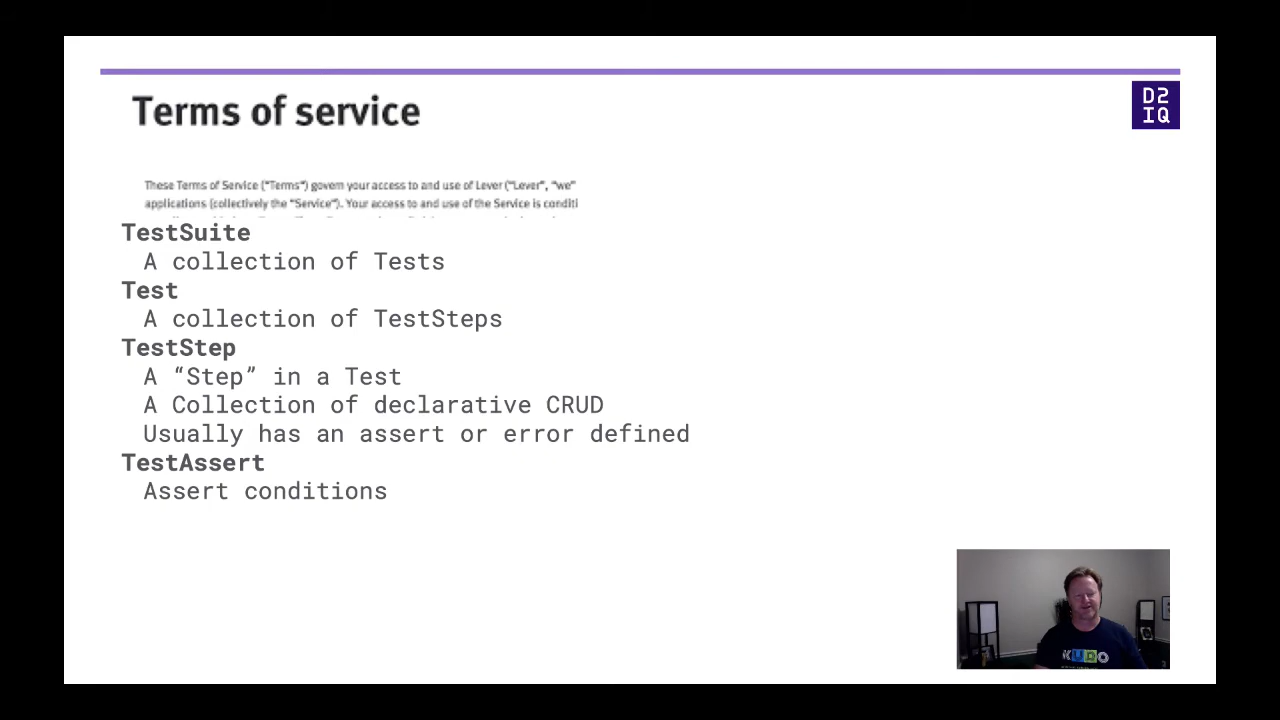 Terms of service
D2
IQ
These Terms of Service ("Terms") govern your access to and use of Lever ("Lever", "we"
applications (collectively the "Service"). Your access to and use of the Service is conditi
TestSuite
A collection of Tests
Test
A collection of TestSteps
TestStep
A “Step” in a Test
A Collection of declarative CRUD
Usually has an assert or error defined
TestAssert
Assert conditions
KUDO